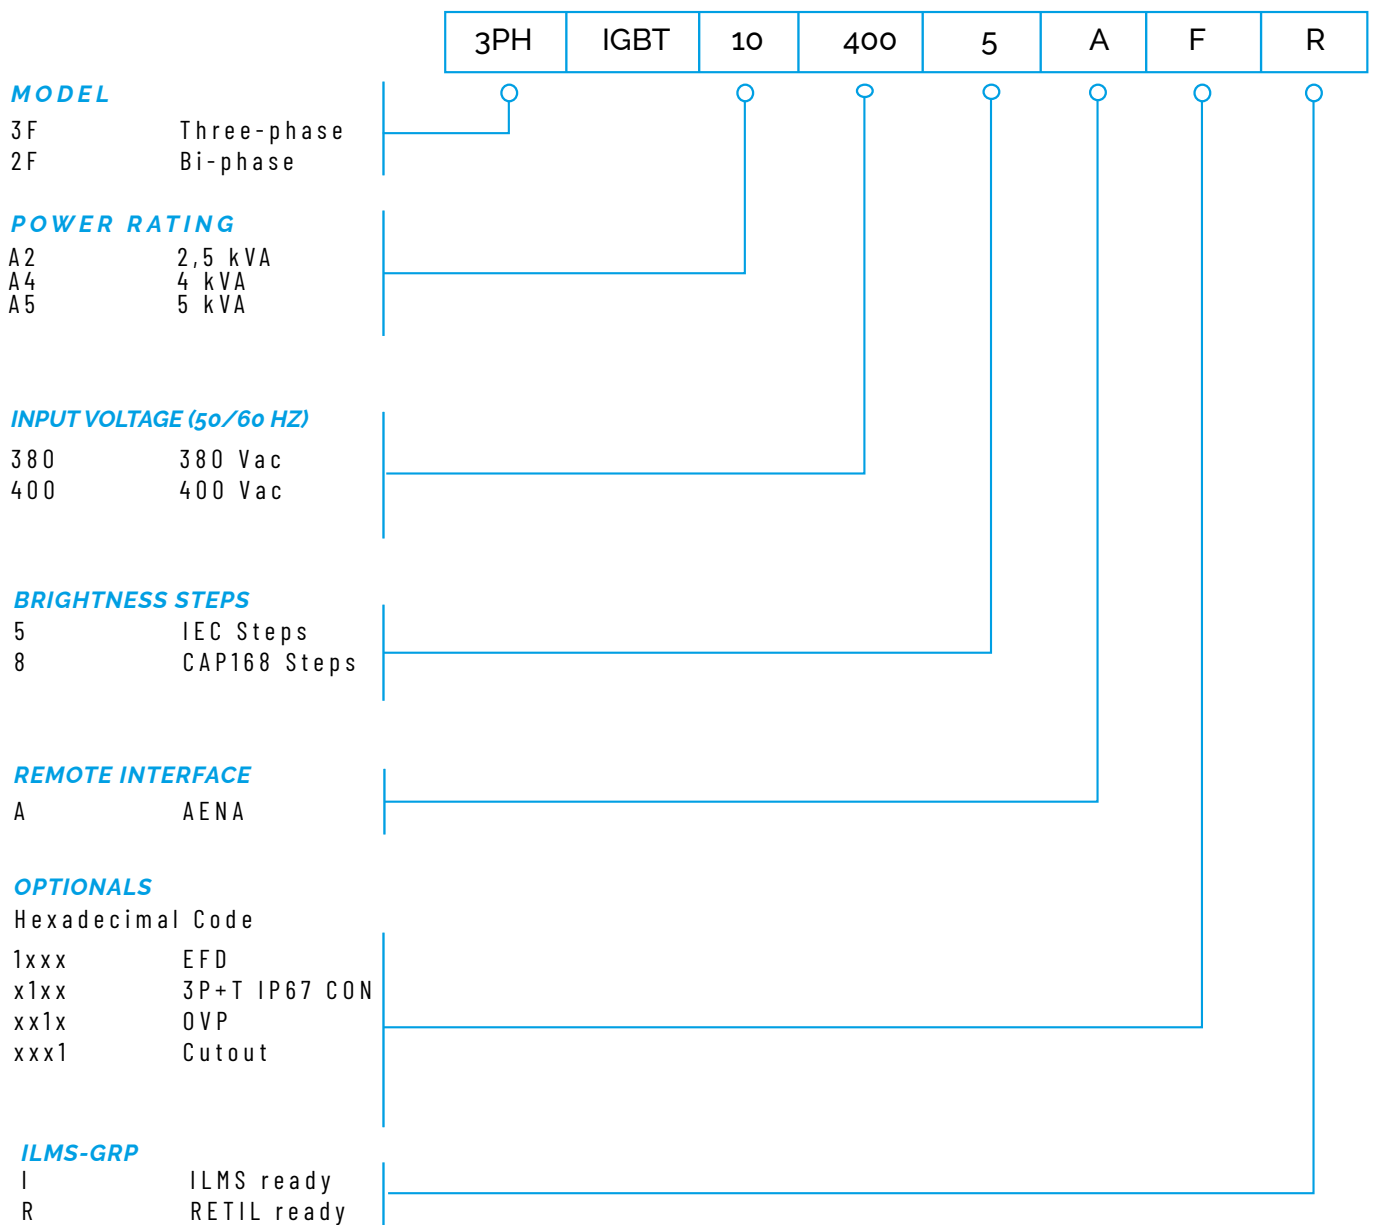 3PH IGBT 10 400 5 A F R
MODEL
3F Three-phase
2F Bi-phase
POWER RATING
A2 2,5 kVA
A4 4 kVA
A5 5 kVA
INPUT VOLTAGE (50/60 HZ)
380 380 Vac
400 400 Vac
BRIGHTNESS STEPS
5 IEC Steps
8 CAP168 Steps
REMOTE INTERFACE
A AENA
OPTIONALS
Hexadecimal Code
1xxx EFD
x1xx 3P+T IP67 CON
xx1x OVP
xxx1 Cutout
ILMS-GRP
I ILMS ready
R RETIL ready